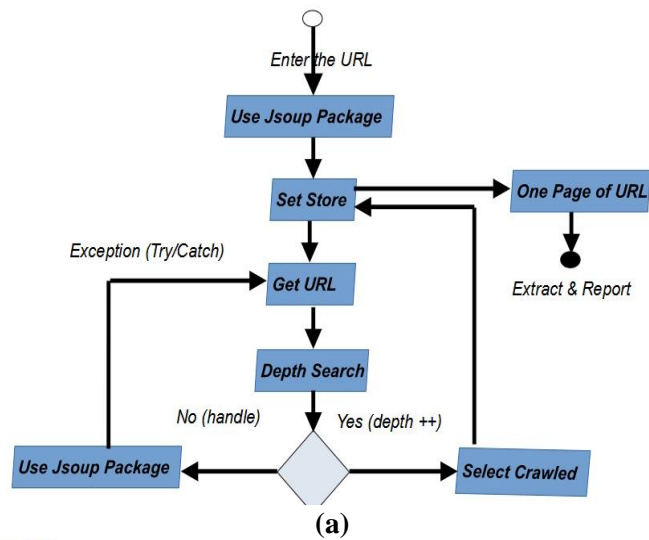 Enter the URL
Use Jsoup Package
Set Store
One Page of URL
Exception (Try/Catch)
Get URL
Extract & Report
Depth Search
No (handle)
Yes (depth ++)
Use Jsoup Package
Select Crawled
(a)